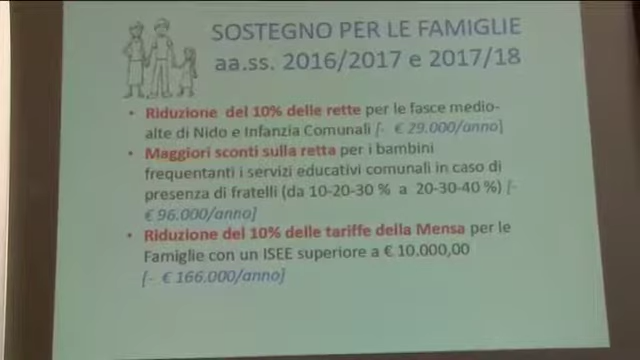 SOSTEGNO PER LE FAMIGLIE
aa.ss. 2016/2017 e 2017/18
• Riduzione del 10% delle rette per le fasce medio-
alte di Nido e Infanzia Comunali [- € 29.000/anno]
• Maggiori sconti sulla retta per i bambini
frequentanti i servizi educativi comunali in caso di
presenza di fratelli (da 10-20-30 % a 20-30-40 %) [-
€ 96.000/anno]
• Riduzione del 10% delle tariffe della Mensa per le
Famiglie con un ISEE superiore a € 10.000,00
[- € 166.000/anno]